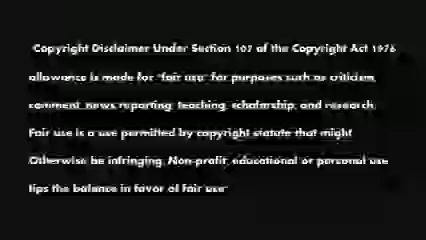 Copyright Disclaimer Under Section 107 of the Copyright Act 1976
allowance is made for "fair use" for purposes such as criticism,
comment, news reporting, teaching, scholarship, and research.
Fair use is a use permitted by copyright statute that might
Otherwise be infringing. Non-profit, educational or personal use
tips the balance in favor of fair use"